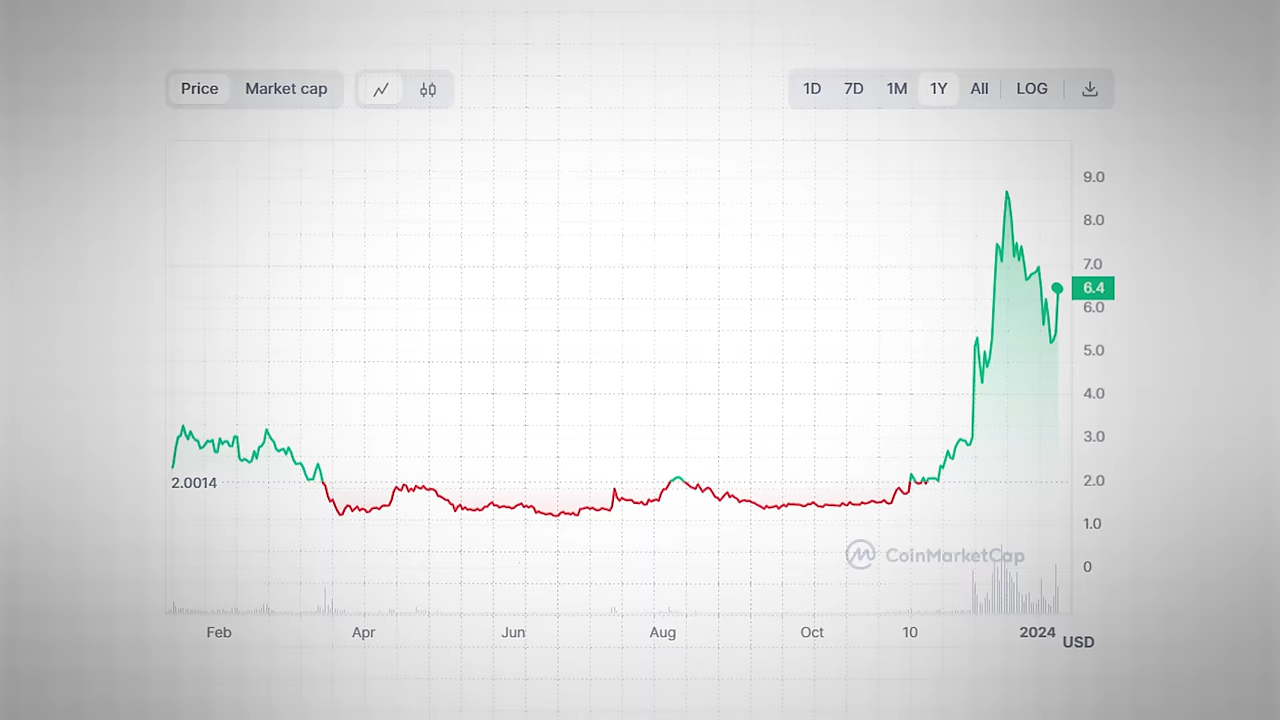 Price Market cap
1D 7D 1M 1Y All LOG
9.0
8.0
7.0
6.4
6.0
5.0
4.0
3.0
2.0014
2.0
1.0
CoinMarketCap
0
Feb Apr Jun Aug Oct 10 2024
USD